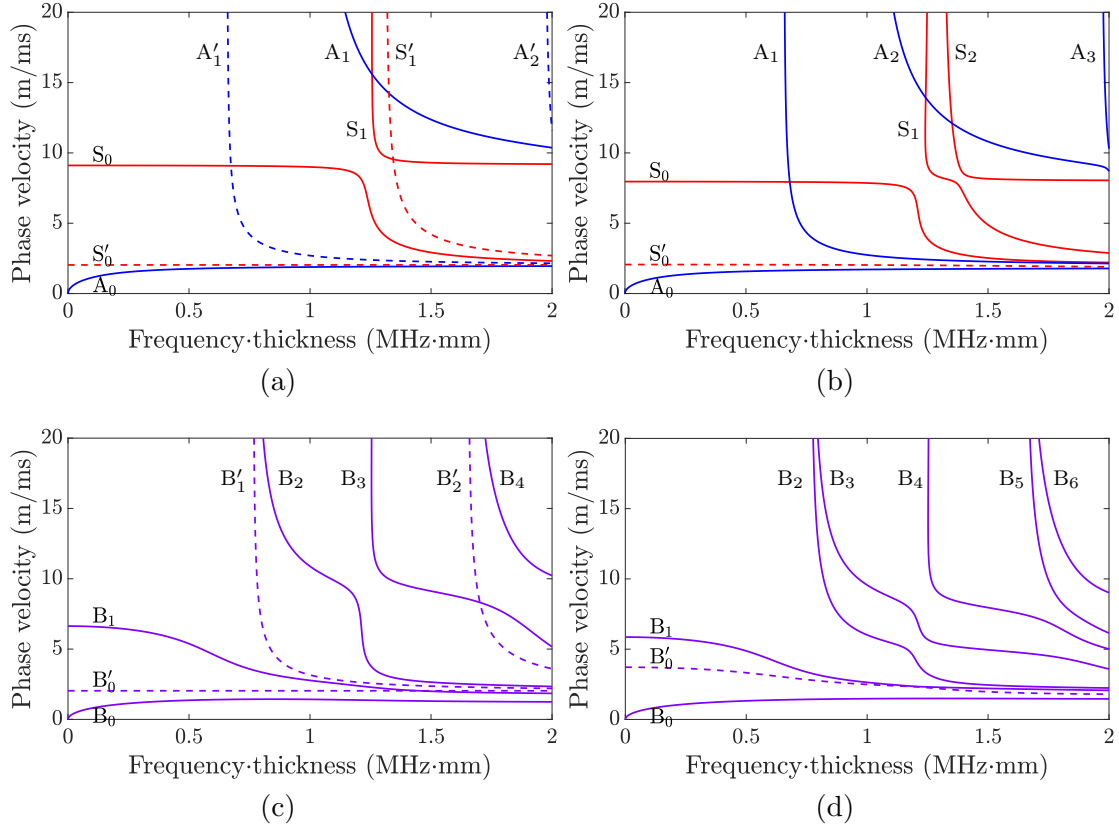 20
15
10
5
0
Phase velocity (m/ms)
A′₁
A₁
S′₁
A′₂
S₁
S₀
S′₀
A₀
0
0.5
1
1.5
2
Frequency·thickness (MHz·mm)
(a)
20
15
10
5
0
Phase velocity (m/ms)
A₁
A₂
S₂
A₃
S₁
S₀
S′₀
A₀
0
0.5
1
1.5
2
Frequency·thickness (MHz·mm)
(b)
20
15
10
5
0
Phase velocity (m/ms)
B′₁
B₂
B₃
B′₂
B₄
B₁
B′₀
B₀
0
0.5
1
1.5
2
Frequency·thickness (MHz·mm)
(c)
20
15
10
5
0
Phase velocity (m/ms)
B₂
B₃
B₄
B₅
B₆
B₁
B′₀
B₀
0
0.5
1
1.5
2
Frequency·thickness (MHz·mm)
(d)